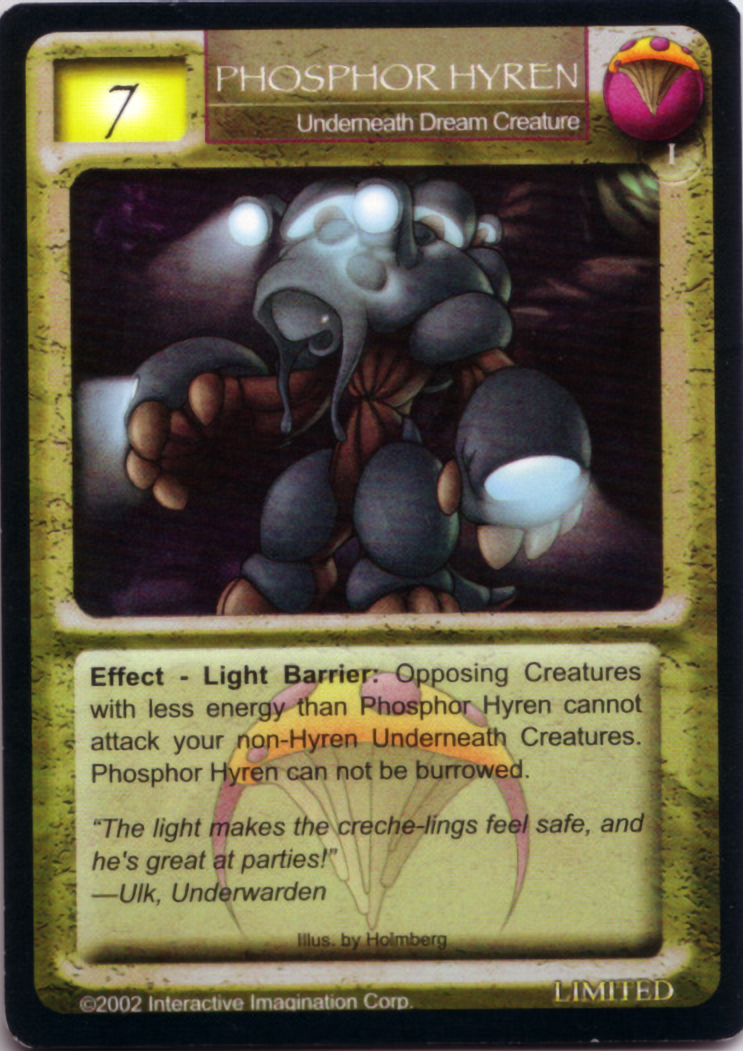 7
PHOSPHOR HYREN
Underneath Dream Creature
I
Effect - Light Barrier: Opposing Creatures
with less energy than Phosphor Hyren cannot
attack your non-Hyren Underneath Creatures.
Phosphor Hyren can not be burrowed.
“The light makes the creche-lings feel safe, and
he's great at parties!”
—Ulk, Underwarden
Illus. by Holmberg
©2002 Interactive Imagination Corp.
LIMITED